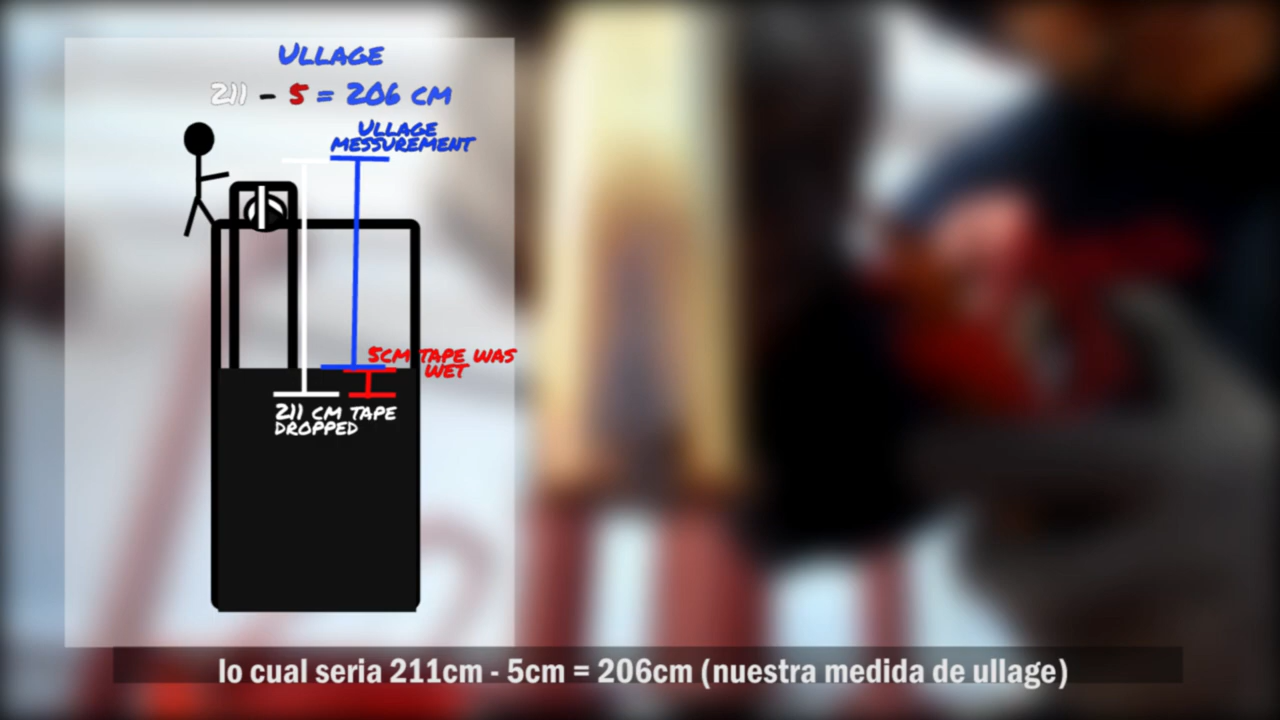 ULLAGE
211 - 5 = 206 CM
ULLAGE
MESSUREMENT
5CM TAPE WAS
WET
211 CM TAPE
DROPPED
lo cual seria 211cm - 5cm = 206cm (nuestra medida de ullage)